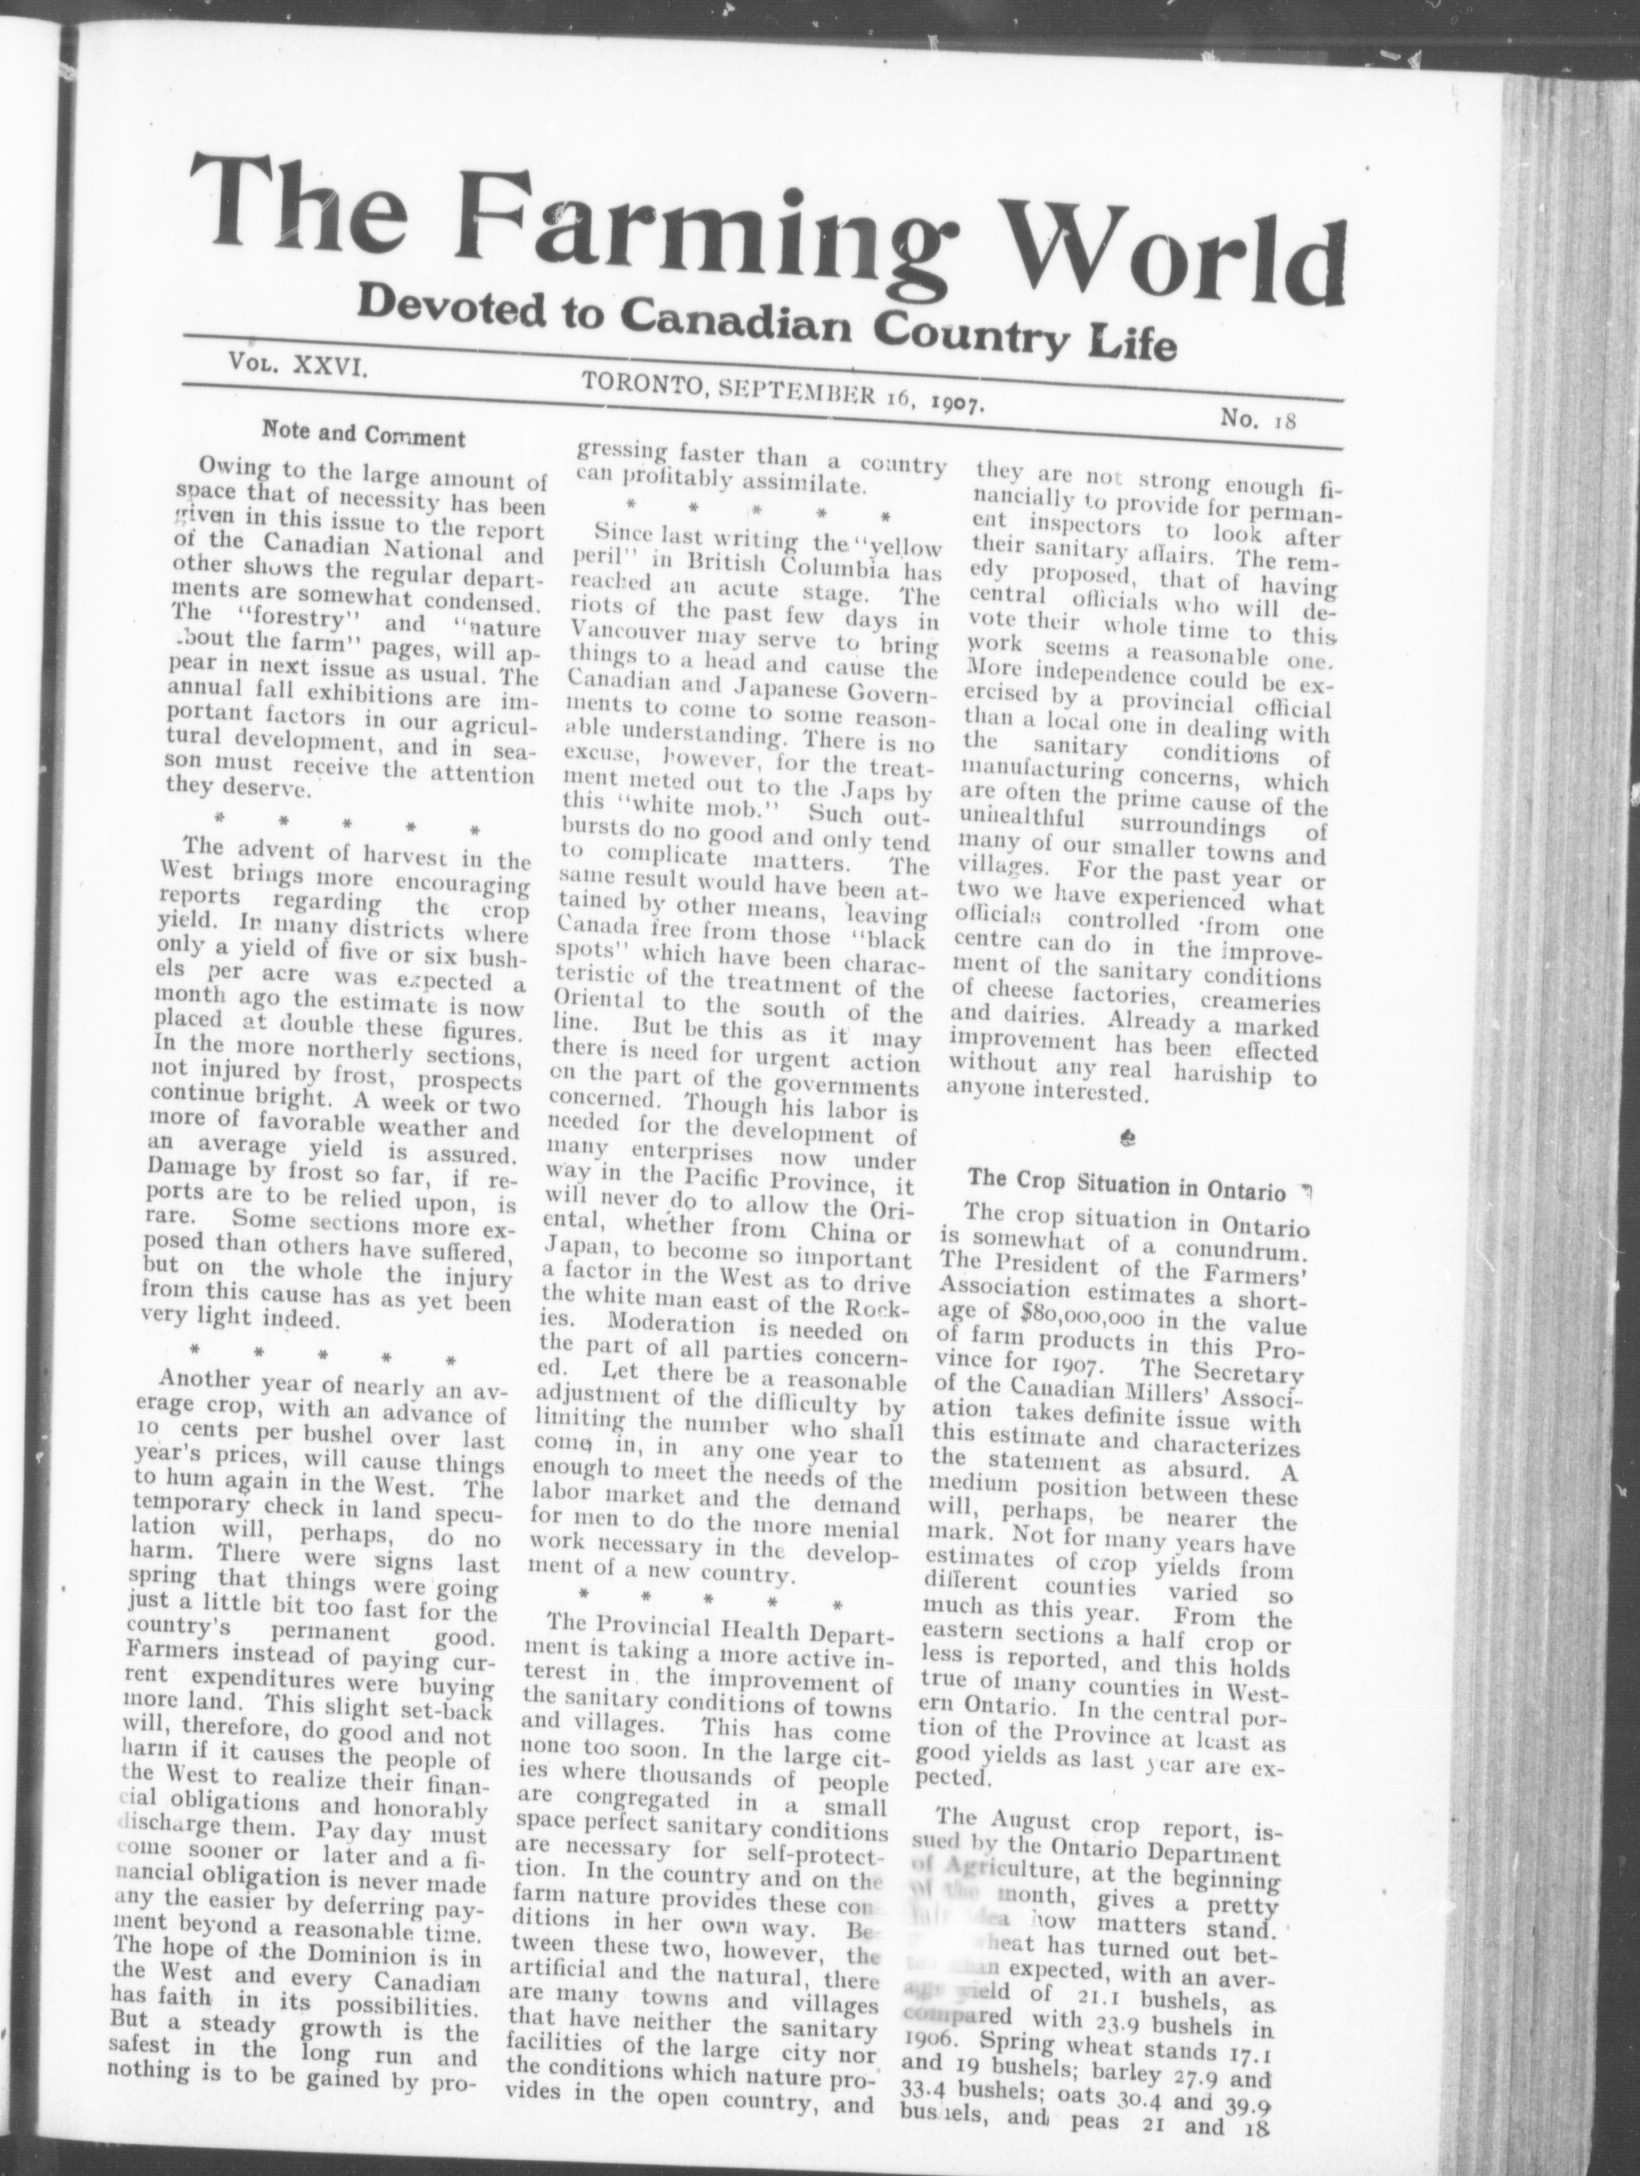 The Farming World
Devoted to Canadian Country Life
VOL. XXVI.
TORONTO, SEPTEMBER 16, 1907.
No. 18
Note and Comment
Owing to the large amount of
space that of necessity has been
given in this issue to the report
of the Canadian National and
other shows the regular depart-
ments are somewhat condensed.
The "forestry" and "nature
about the farm" pages, will ap-
pear in next issue as usual. The
annual fall exhibitions are im-
portant factors in our agricul-
tural development, and in sea-
son must receive the attention
they deserve.
* * * * *
The advent of harvest in the
West brings more encouraging
reports regarding the crop
yield. In many districts where
only a yield of five or six bush-
els per acre was expected a
month ago the estimate is now
placed at double these figures.
In the more northerly sections,
not injured by frost, prospects
continue bright. A week or two
more of favorable weather and
an average yield is assured.
Damage by frost so far, if re-
ports are to be relied upon, is
rare. Some sections more ex-
posed than others have suffered,
but on the whole the injury
from this cause has as yet been
very light indeed.
* * * * *
Another year of nearly an av-
erage crop, with an advance of
10 cents per bushel over last
year's prices, will cause things
to hum again in the West. The
temporary check in land specu-
lation will, perhaps, do no
harm. There were signs last
spring that things were going
just a little bit too fast for the
country's permanent good.
Farmers instead of paying cur-
rent expenditures were buying
more land. This slight set-back
will, therefore, do good and not
harm if it causes the people of
the West to realize their finan-
cial obligations and honorably
discharge them. Pay day must
come sooner or later and a fi-
nancial obligation is never made
any the easier by deferring pay-
ment beyond a reasonable time.
The hope of the Dominion is in
the West and every Canadian
has faith in its possibilities.
But a steady growth is the
safest in the long run and
nothing is to be gained by pro-
gressing faster than a country
can profitably assimilate.
* * * * *
Since last writing the "yellow
peril" in British Columbia has
reached an acute stage. The
riots of the past few days in
Vancouver may serve to bring
things to a head and cause the
Canadian and Japanese Govern-
ments to come to some reason-
able understanding. There is no
excuse, however, for the treat-
ment meted out to the Japs by
this "white mob." Such out-
bursts do no good and only tend
to complicate matters. The
same result would have been at-
tained by other means, leaving
Canada free from those "black
spots" which have been charac-
teristic of the treatment of the
Oriental to the south of the
line. But be this as it may
there is need for urgent action
on the part of the governments
concerned. Though his labor is
needed for the development of
many enterprises now under
way in the Pacific Province, it
will never do to allow the Ori-
ental, whether from China or
Japan, to become so important
a factor in the West as to drive
the white man east of the Rock-
ies. Moderation is needed on
the part of all parties concern-
ed. Let there be a reasonable
adjustment of the difficulty by
limiting the number who shall
come in, in any one year to
enough to meet the needs of the
labor market and the demand
for men to do the more menial
work necessary in the develop-
ment of a new country.
* * * * *
The Provincial Health Depart-
ment is taking a more active in-
terest in the improvement of
the sanitary conditions of towns
and villages. This has come
none too soon. In the large cit-
ies where thousands of people
are congregated in a small
space perfect sanitary conditions
are necessary for self-protect-
tion. In the country and on the
farm nature provides these con-
ditions in her own way. Be-
tween these two, however, the
artificial and the natural, there
are many towns and villages
that have neither the sanitary
facilities of the large city nor
the conditions which nature pro-
vides in the open country, and
they are not strong enough fi-
nancially to provide for perman-
ent inspectors to look after
their sanitary affairs. The rem-
edy proposed, that of having
central officials who will de-
vote their whole time to this
work seems a reasonable one.
More independence could be ex-
ercised by a provincial official
than a local one in dealing with
the sanitary conditions of
manufacturing concerns, which
are often the prime cause of the
unhealthful surroundings of
many of our smaller towns and
villages. For the past year or
two we have experienced what
officials controlled from one
centre can do in the improve-
ment of the sanitary conditions
of cheese factories, creameries
and dairies. Already a marked
improvement has been effected
without any real hardship to
anyone interested.
The Crop Situation in Ontario
The crop situation in Ontario
is somewhat of a conundrum.
The President of the Farmers'
Association estimates a short-
age of $80,000,000 in the value
of farm products in this Pro-
vince for 1907. The Secretary
of the Canadian Millers' Associ-
ation takes definite issue with
this estimate and characterizes
the statement as absurd. A
medium position between these
will, perhaps, be nearer the
mark. Not for many years have
estimates of crop yields from
different counties varied so
much as this year. From the
eastern sections a half crop or
less is reported, and this holds
true of many counties in West-
ern Ontario. In the central por-
tion of the Province at least as
good yields as last year are ex-
pected.
The August crop report, is-
sued by the Ontario Department
of Agriculture, at the beginning
of the month, gives a pretty
fair idea how matters stand.
wheat has turned out bet-
ter than expected, with an aver-
age yield of 21.1 bushels, as
compared with 23.9 bushels in
1906. Spring wheat stands 17.1
and 19 bushels; barley 27.9 and
33.4 bushels; oats 30.4 and 39.9
bushels, and peas 21 and 18